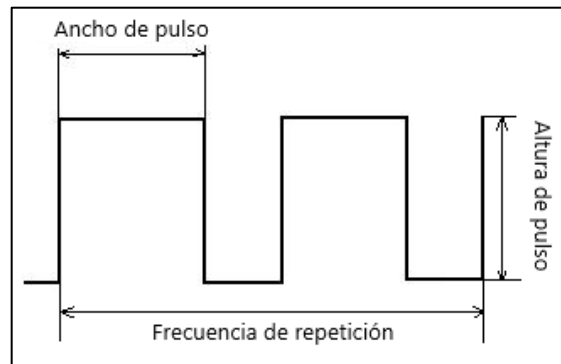 Ancho de pulso
Altura de pulso
Frecuencia de repetición